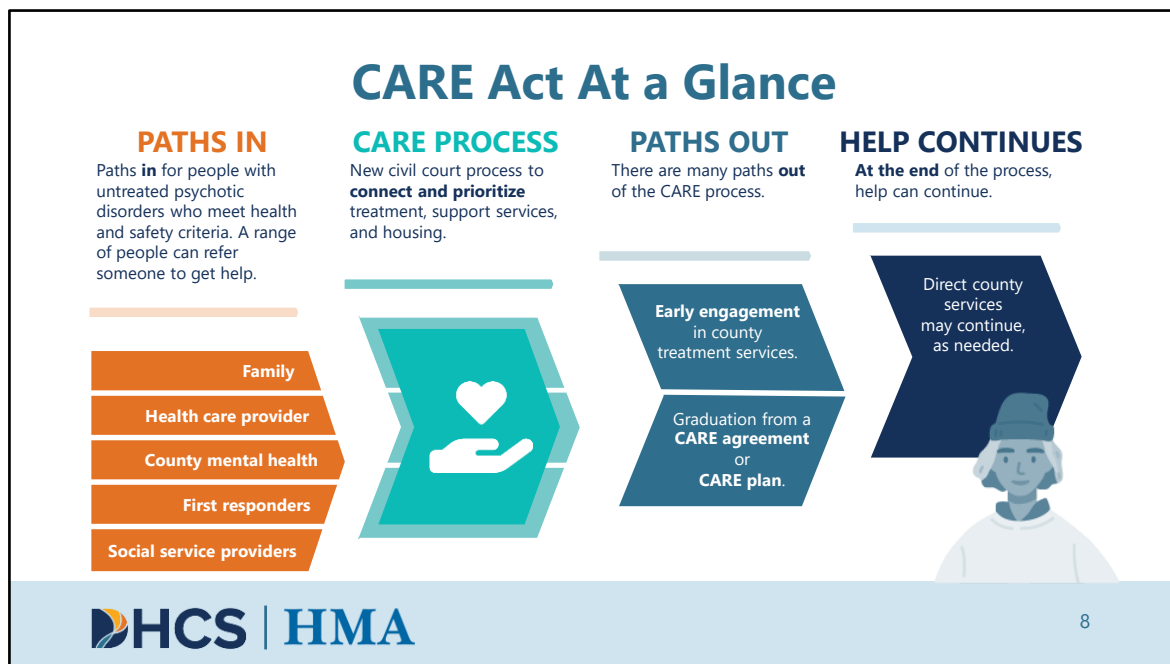 CARE Act At a Glance
PATHS IN
Paths in for people with
untreated psychotic
disorders who meet health
and safety criteria. A range
of people can refer
someone to get help.
Family
Health care provider
County mental health
First responders
Social service providers
CARE PROCESS
New civil court process to
connect and prioritize
treatment, support services,
and housing.
PATHS OUT
There are many paths out
of the CARE process.
Early engagement
in county
treatment services.
Graduation from a
CARE agreement
or
CARE plan.
HELP CONTINUES
At the end of the process,
help can continue.
Direct county
services
may continue,
as needed.
DHCS | HMA
8